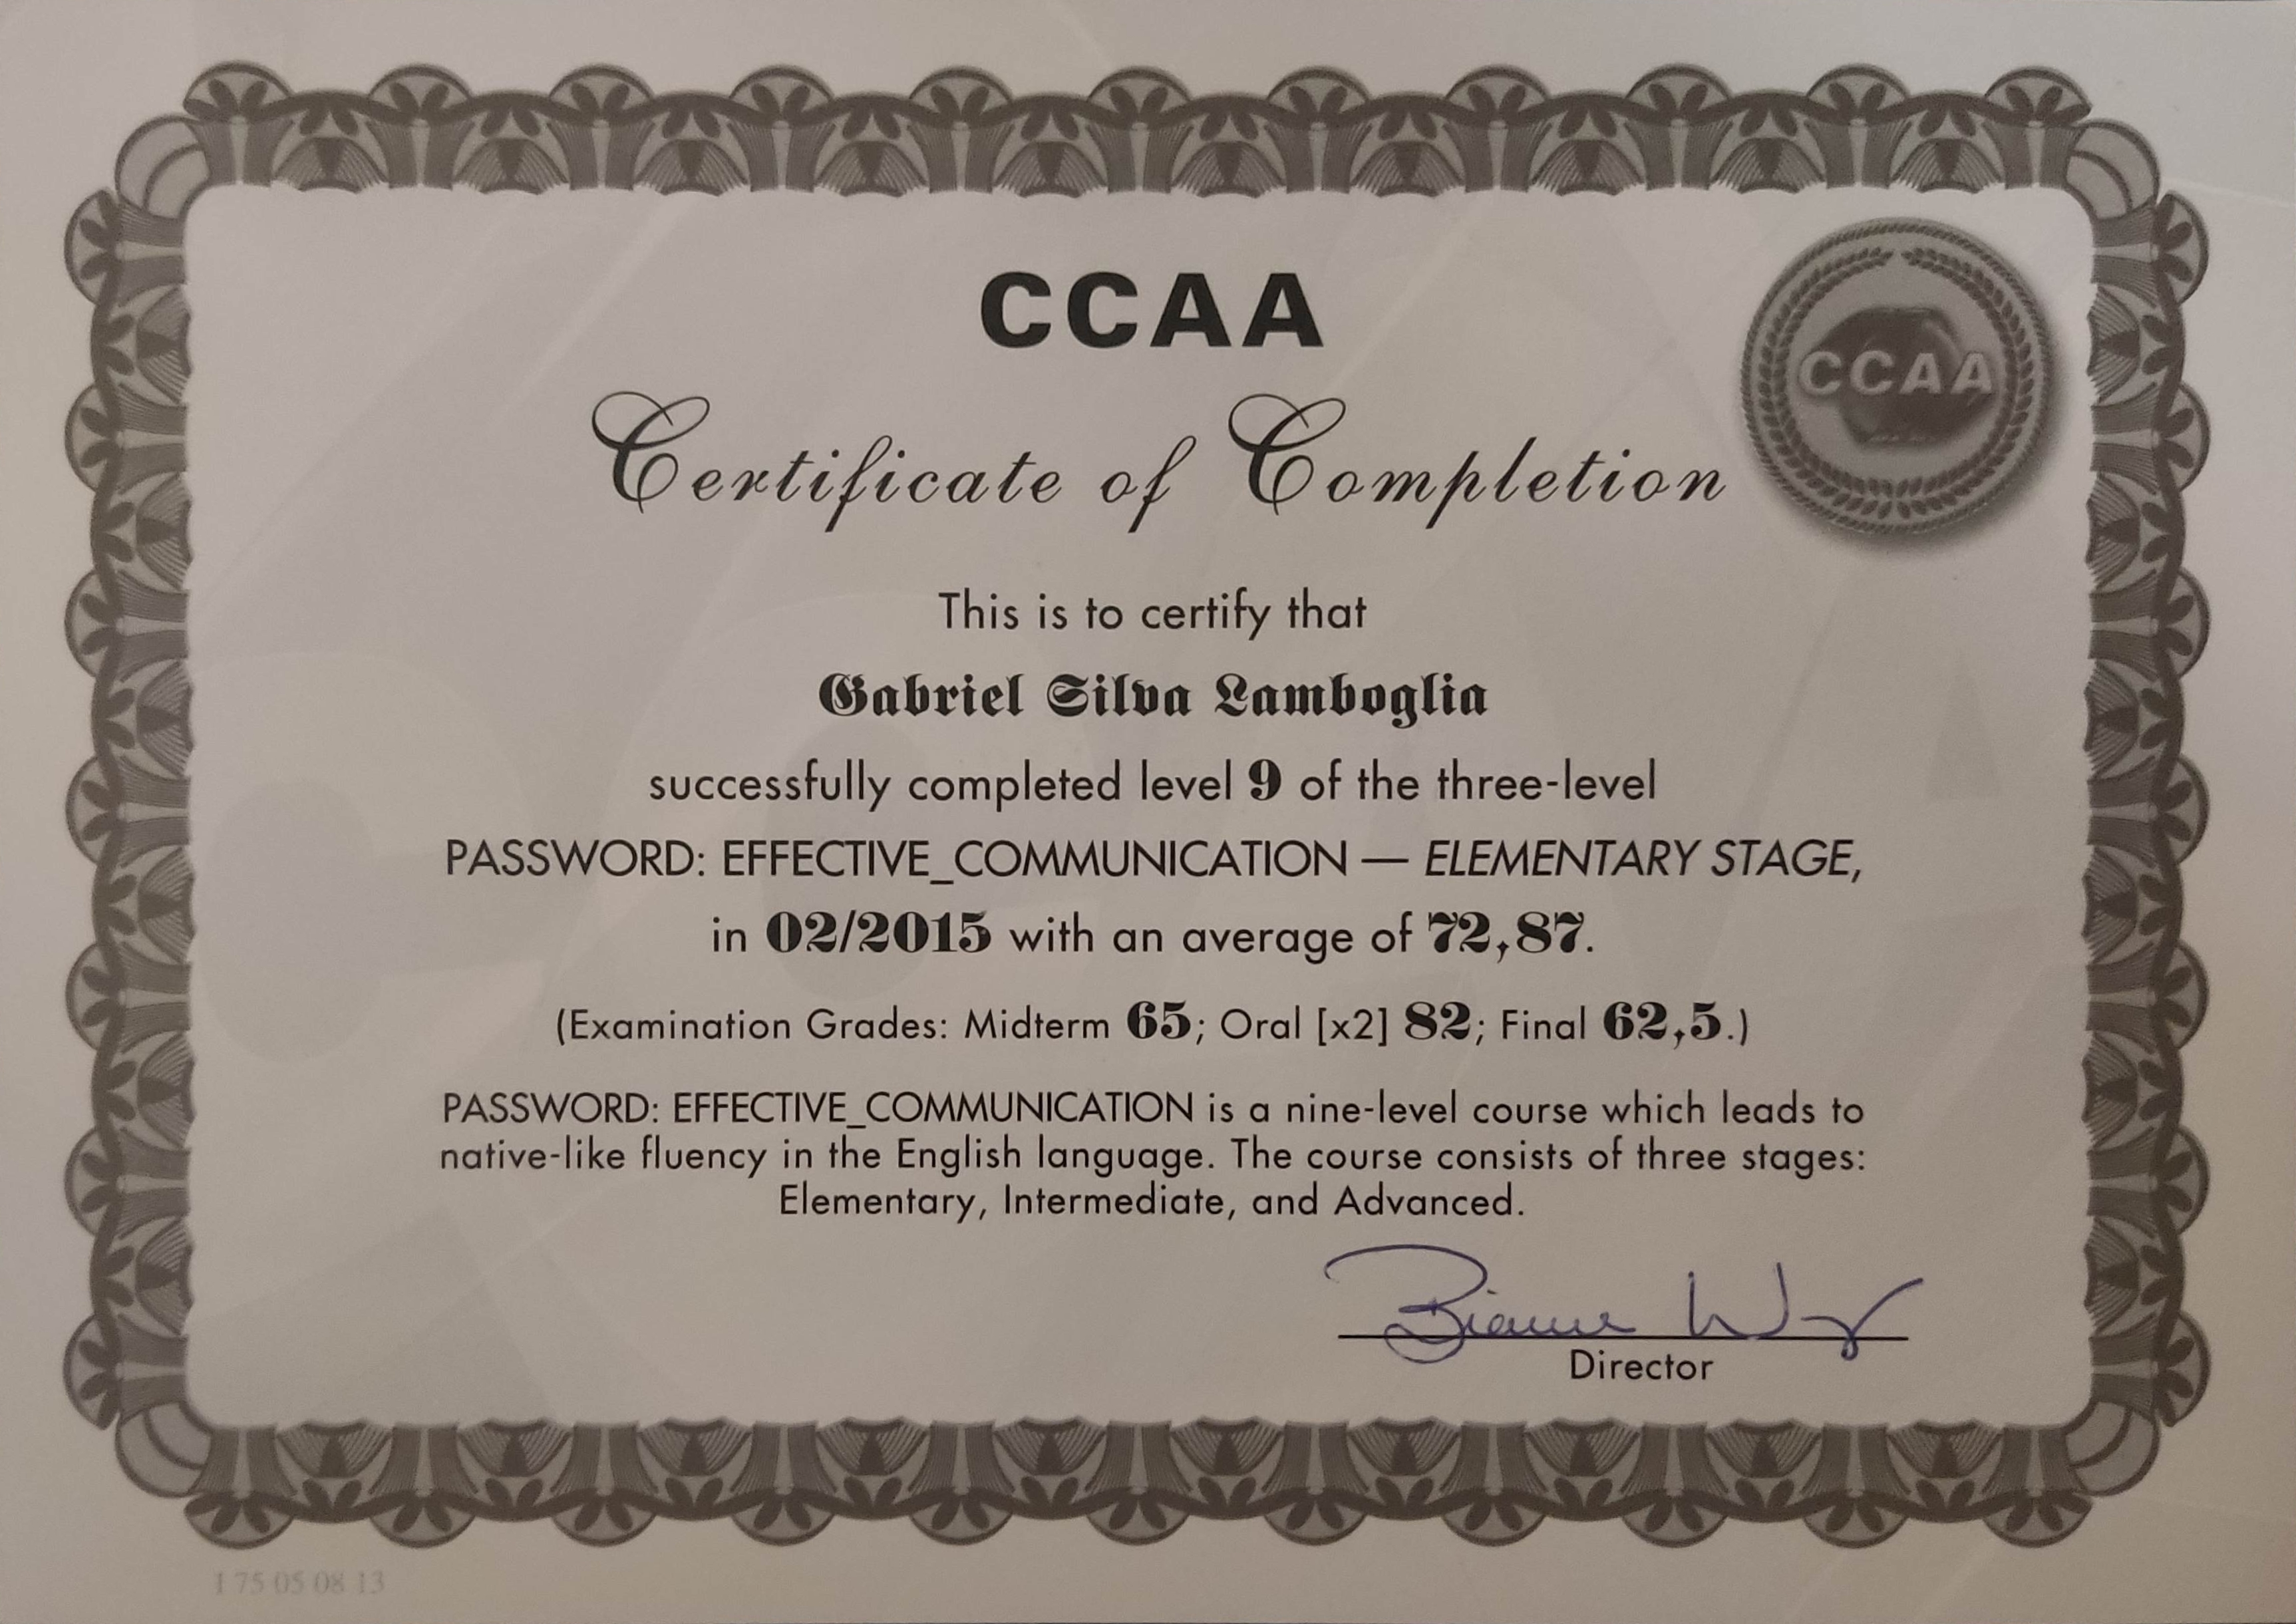 CCAA
CCAA
Certificate of Completion
This is to certify that
Gabriel Silva Lamboglia
successfully completed level 9 of the three-level
PASSWORD: EFFECTIVE_COMMUNICATION — ELEMENTARY STAGE,
in 02/2015 with an average of 72,87.
(Examination Grades: Midterm 65; Oral [x2] 82; Final 62,5.)
PASSWORD: EFFECTIVE_COMMUNICATION is a nine-level course which leads to
native-like fluency in the English language. The course consists of three stages:
Elementary, Intermediate, and Advanced.
Director
1 75 05 08 13